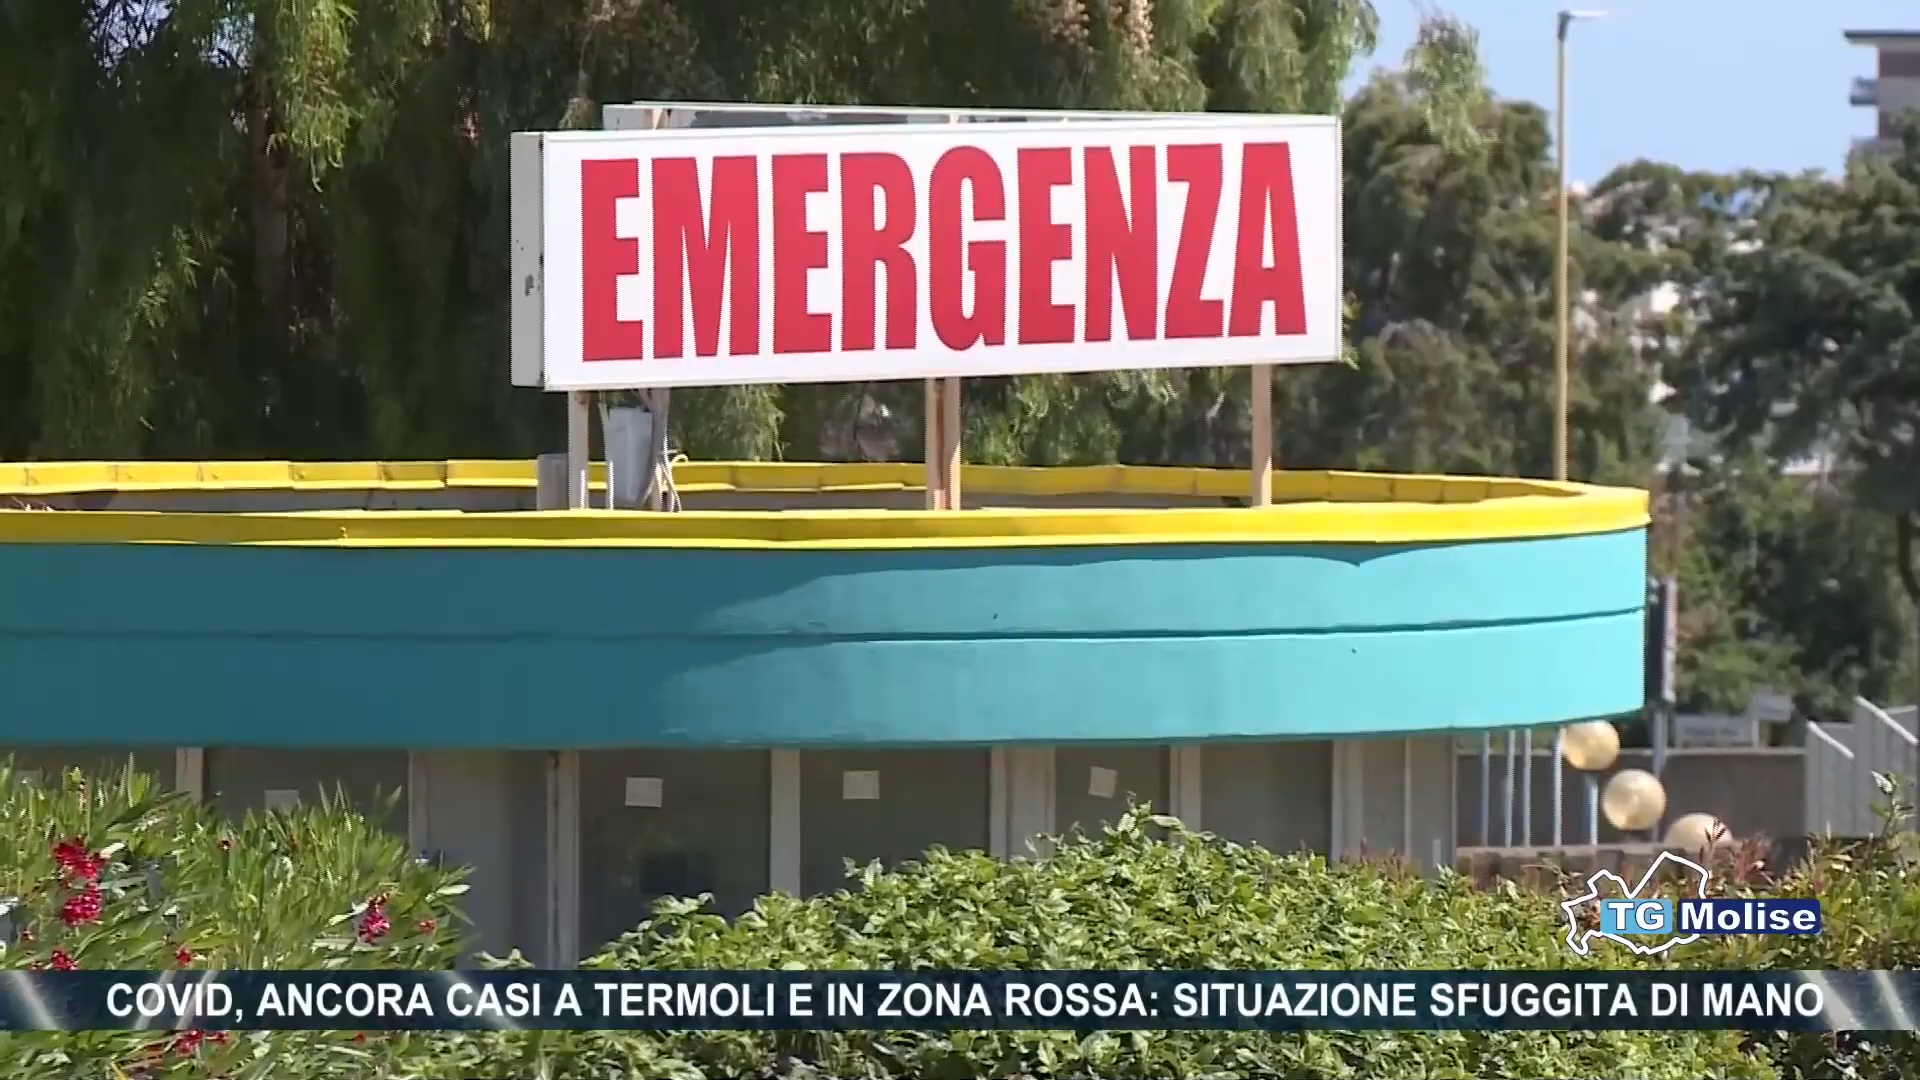 EMERGENZA
TG Molise
COVID, ANCORA CASI A TERMOLI E IN ZONA ROSSA: SITUAZIONE SFUGGITA DI MANO